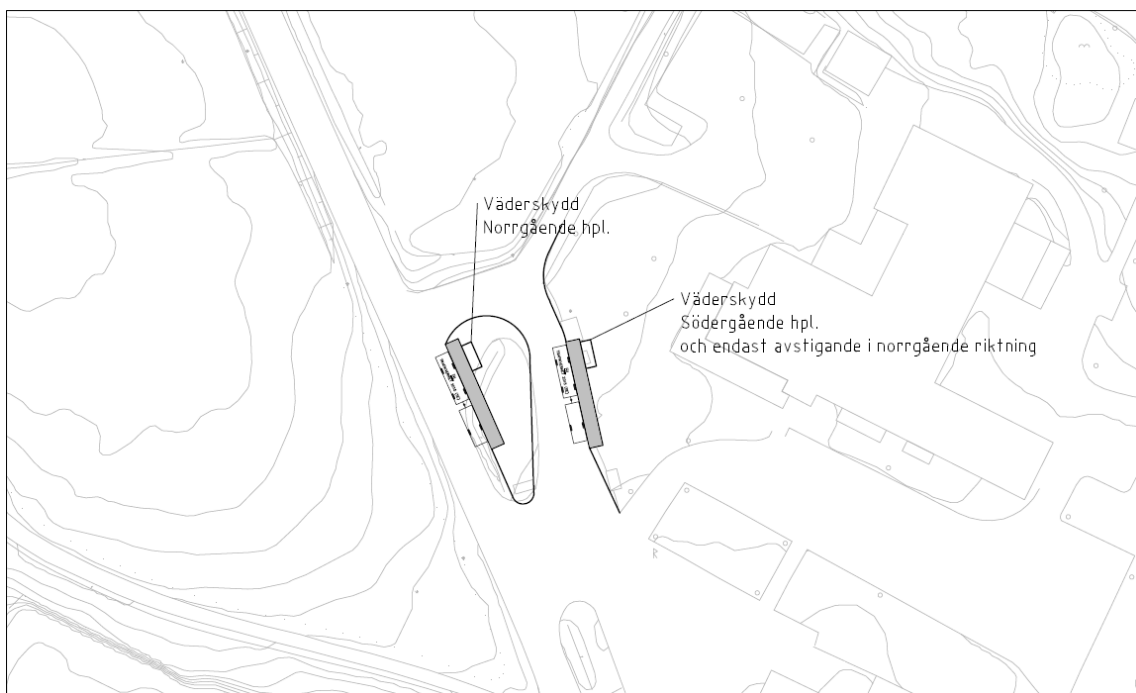 Väderskydd
Norrgående hpl.
Väderskydd
Södergående hpl.
och endast avstigande i norrgående riktning